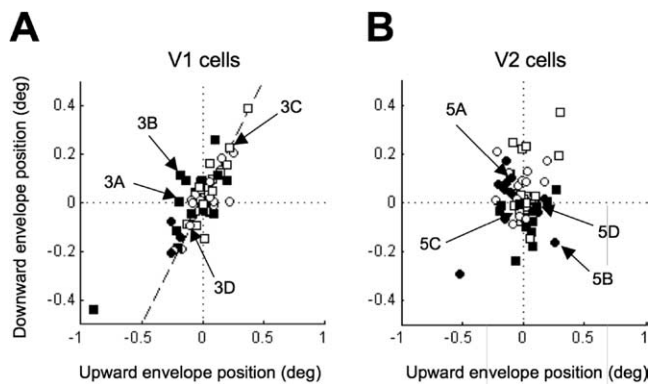 A
B
V1 cells
V2 cells
Downward envelope position (deg)
0.4
0.2
0
-0.2
-0.4
3B
3A
3C
3D
-1
-0.5
0
0.5
1
Upward envelope position (deg)
0.4
0.2
0
-0.2
-0.4
5A
5C
5D
5B
-1
-0.5
0
0.5
1
Upward envelope position (deg)